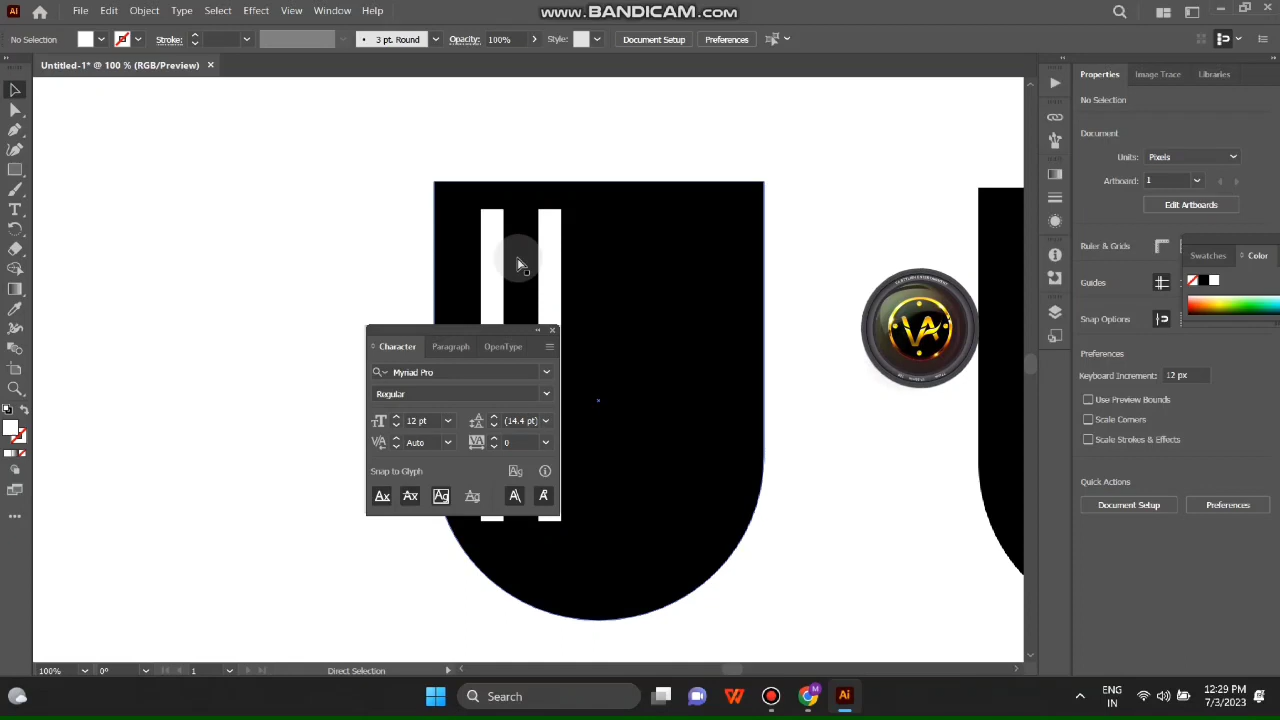 www.BANDICAM.com
Ai File Edit Object Type Select Effect View Window Help
No Selection Stroke: 3 pt. Round Opacity: 100% Style: Document Setup Preferences
Untitled-1* @ 100 % (RGB/Preview)
Properties Image Trace Libraries
No Selection
Document
Units: Pixels
Artboard: 1
Edit Artboards
Ruler & Grids
Swatches Color
Guides
Snap Options
VA
Preferences
Keyboard Increment: 12 px
Use Preview Bounds
Scale Corners
Scale Strokes & Effects
Quick Actions
Document Setup Preferences
Character Paragraph OpenType
Myriad Pro
Regular
12 pt (14.4 pt)
Auto 0
Snap to Glyph
100% 0° 1 Direct Selection
Search
Ai
ENG
IN
12:29 PM
7/3/2023